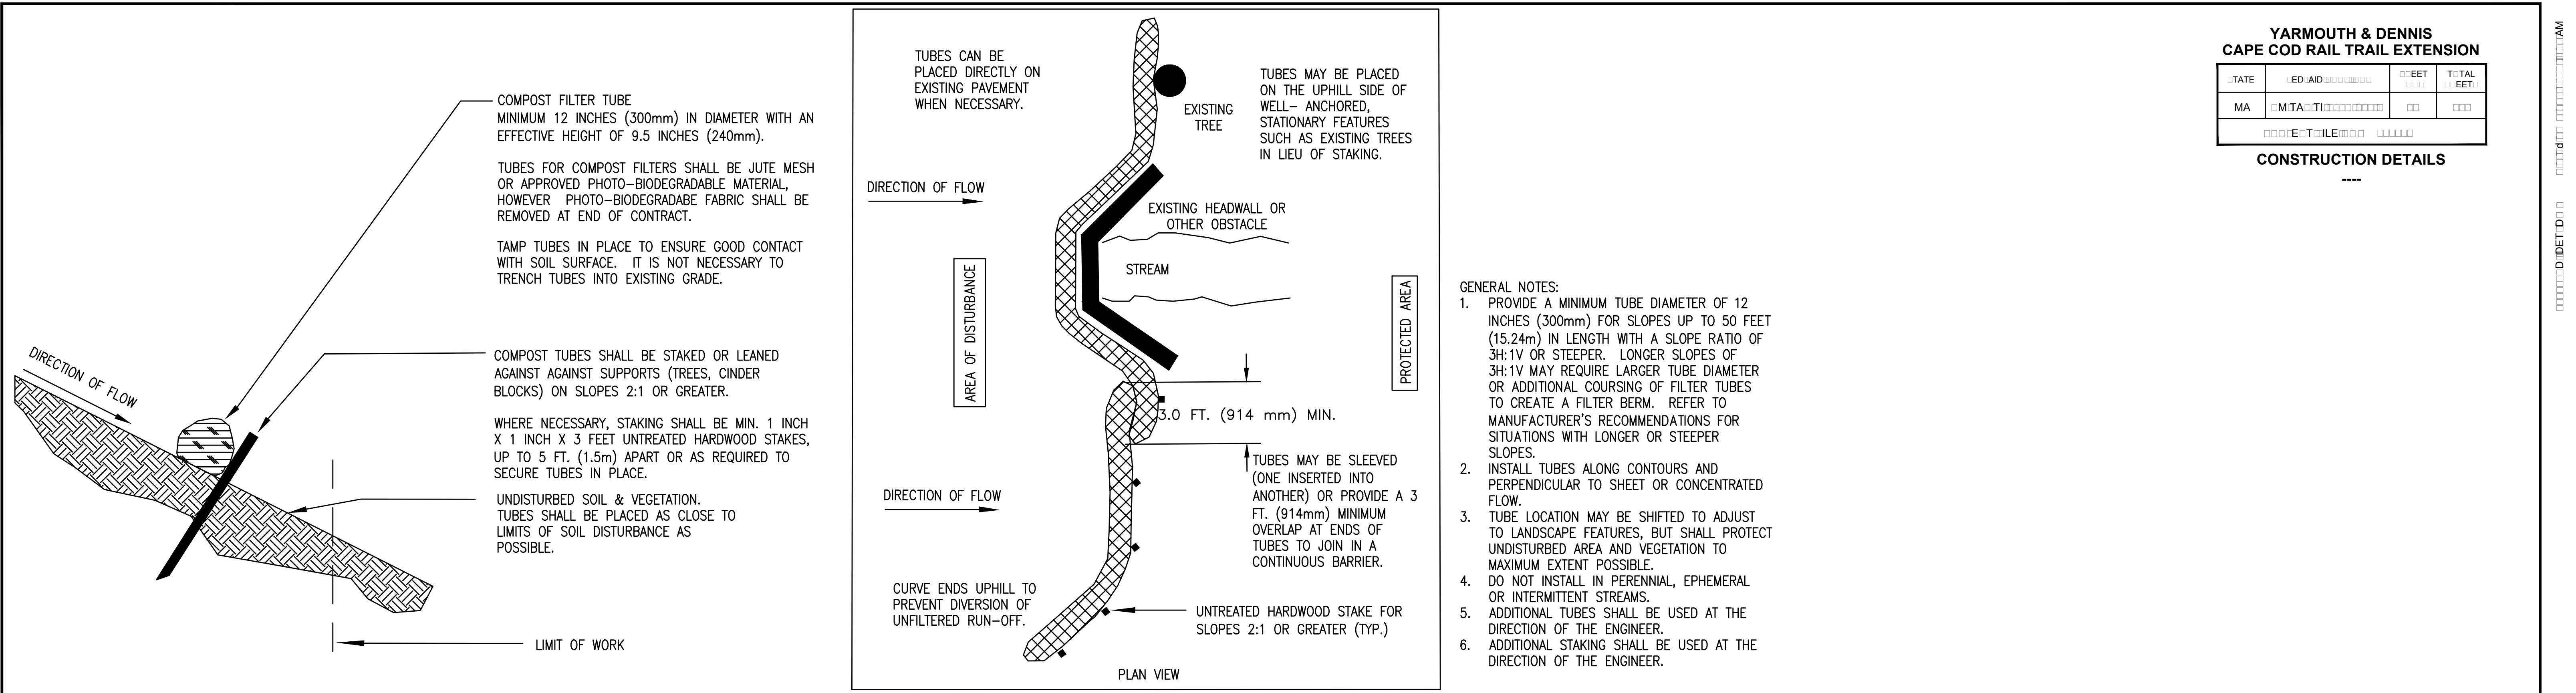 COMPOST FILTER TUBE
MINIMUM 12 INCHES (300mm) IN DIAMETER WITH AN
EFFECTIVE HEIGHT OF 9.5 INCHES (240mm).
TUBES FOR COMPOST FILTERS SHALL BE JUTE MESH
OR APPROVED PHOTO-BIODEGRADABLE MATERIAL,
HOWEVER PHOTO-BIODEGRADABE FABRIC SHALL BE
REMOVED AT END OF CONTRACT.
TAMP TUBES IN PLACE TO ENSURE GOOD CONTACT
WITH SOIL SURFACE. IT IS NOT NECESSARY TO
TRENCH TUBES INTO EXISTING GRADE.
DIRECTION OF FLOW
COMPOST TUBES SHALL BE STAKED OR LEANED
AGAINST AGAINST SUPPORTS (TREES, CINDER
BLOCKS) ON SLOPES 2:1 OR GREATER.
WHERE NECESSARY, STAKING SHALL BE MIN. 1 INCH
X 1 INCH X 3 FEET UNTREATED HARDWOOD STAKES,
UP TO 5 FT. (1.5m) APART OR AS REQUIRED TO
SECURE TUBES IN PLACE.
UNDISTURBED SOIL & VEGETATION.
TUBES SHALL BE PLACED AS CLOSE TO
LIMITS OF SOIL DISTURBANCE AS
POSSIBLE.
LIMIT OF WORK
TUBES CAN BE
PLACED DIRECTLY ON
EXISTING PAVEMENT
WHEN NECESSARY.
EXISTING
TREE
TUBES MAY BE PLACED
ON THE UPHILL SIDE OF
WELL- ANCHORED,
STATIONARY FEATURES
SUCH AS EXISTING TREES
IN LIEU OF STAKING.
DIRECTION OF FLOW
EXISTING HEADWALL OR
OTHER OBSTACLE
STREAM
AREA OF DISTURBANCE
PROTECTED AREA
3.0 FT. (914 mm) MIN.
TUBES MAY BE SLEEVED
(ONE INSERTED INTO
ANOTHER) OR PROVIDE A 3
FT. (914mm) MINIMUM
OVERLAP AT ENDS OF
TUBES TO JOIN IN A
CONTINUOUS BARRIER.
DIRECTION OF FLOW
CURVE ENDS UPHILL TO
PREVENT DIVERSION OF
UNFILTERED RUN-OFF.
UNTREATED HARDWOOD STAKE FOR
SLOPES 2:1 OR GREATER (TYP.)
PLAN VIEW
GENERAL NOTES:
1. PROVIDE A MINIMUM TUBE DIAMETER OF 12
INCHES (300mm) FOR SLOPES UP TO 50 FEET
(15.24m) IN LENGTH WITH A SLOPE RATIO OF
3H:1V OR STEEPER. LONGER SLOPES OF
3H:1V MAY REQUIRE LARGER TUBE DIAMETER
OR ADDITIONAL COURSING OF FILTER TUBES
TO CREATE A FILTER BERM. REFER TO
MANUFACTURER'S RECOMMENDATIONS FOR
SITUATIONS WITH LONGER OR STEEPER
SLOPES.
2. INSTALL TUBES ALONG CONTOURS AND
PERPENDICULAR TO SHEET OR CONCENTRATED
FLOW.
3. TUBE LOCATION MAY BE SHIFTED TO ADJUST
TO LANDSCAPE FEATURES, BUT SHALL PROTECT
UNDISTURBED AREA AND VEGETATION TO
MAXIMUM EXTENT POSSIBLE.
4. DO NOT INSTALL IN PERENNIAL, EPHEMERAL
OR INTERMITTENT STREAMS.
5. ADDITIONAL TUBES SHALL BE USED AT THE
DIRECTION OF THE ENGINEER.
6. ADDITIONAL STAKING SHALL BE USED AT THE
DIRECTION OF THE ENGINEER.
YARMOUTH & DENNIS
CAPE COD RAIL TRAIL EXTENSION
MA
CONSTRUCTION DETAILS
----